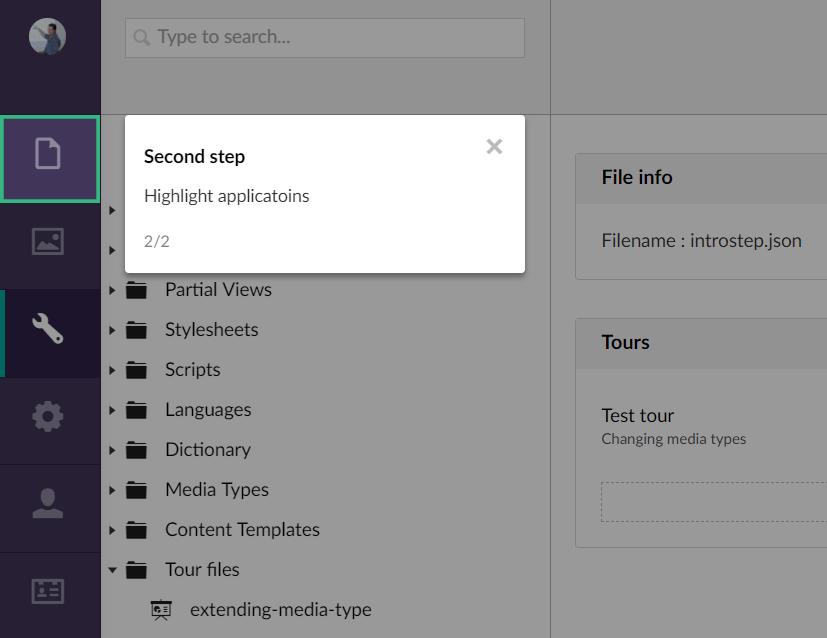 Type to search...
Second step
Highlight applicatoins
2/2
Partial Views
Stylesheets
Scripts
Languages
Dictionary
Media Types
Content Templates
Tour files
extending-media-type
File info
Filename : introstep.json
Tours
Test tour
Changing media types